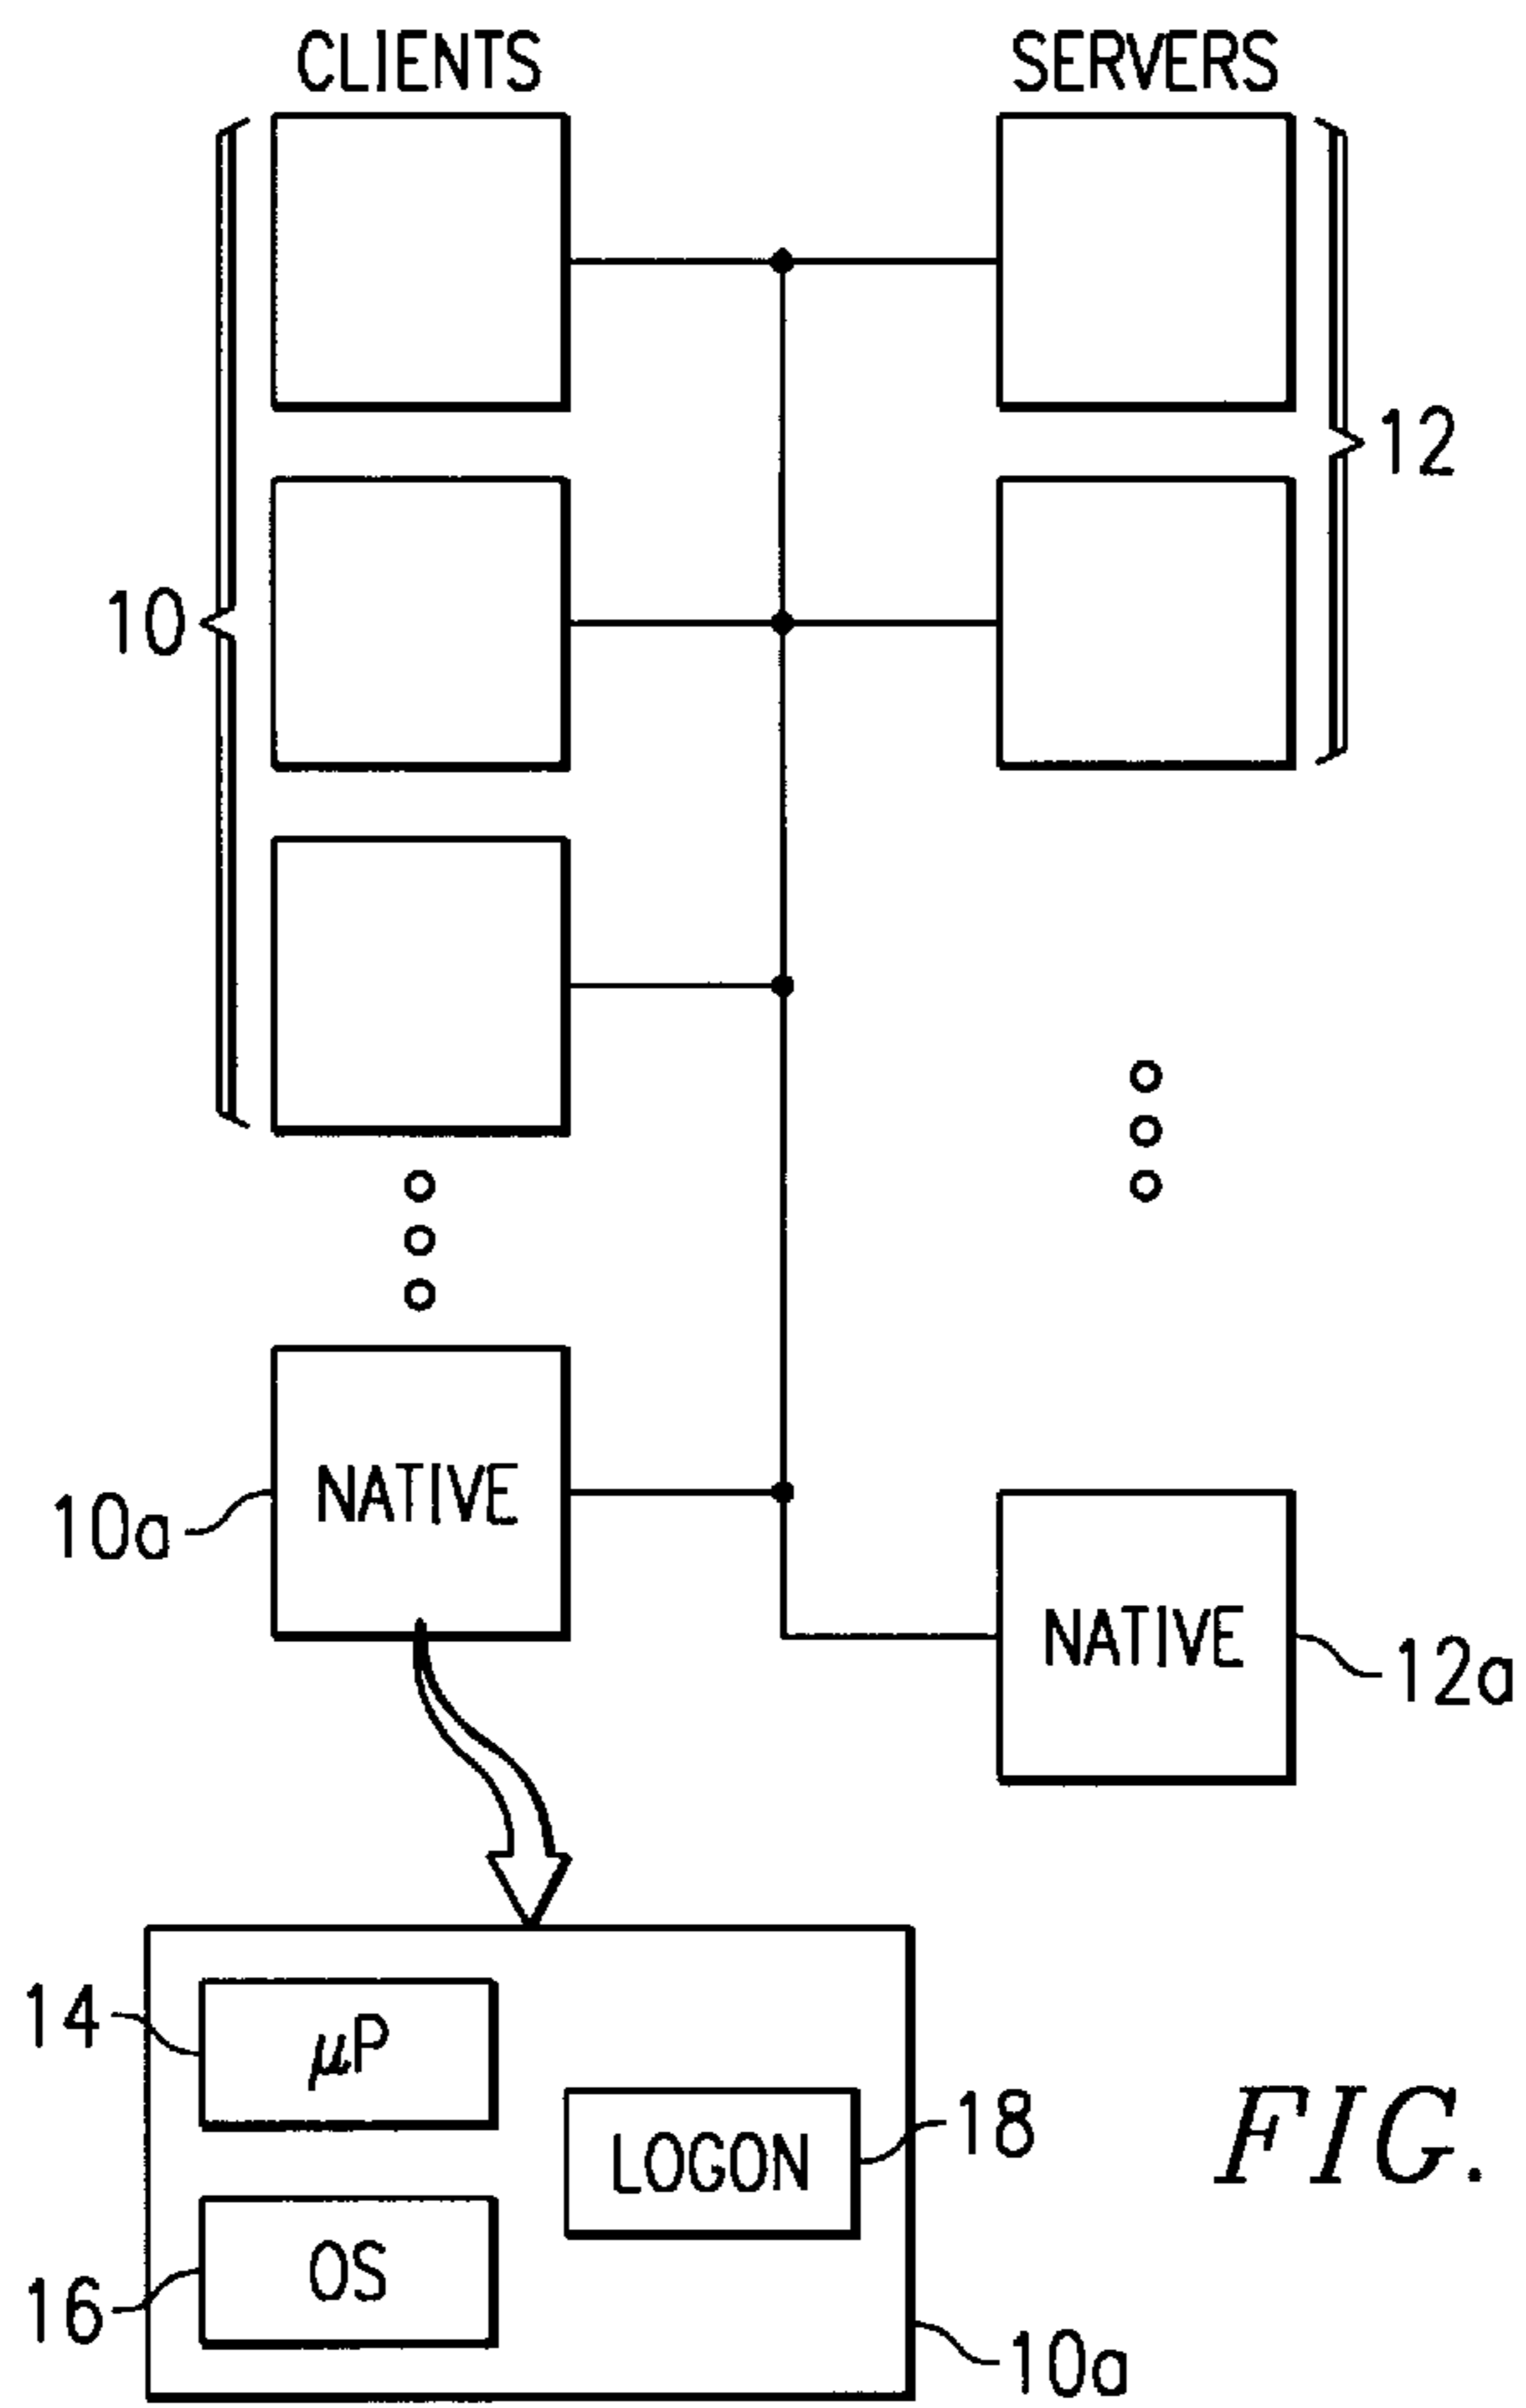 CLIENTS
SERVERS
12
10
NATIVE
10a
NATIVE
12a
14
μP
18
LOGON
FIG.
OS
16
10a